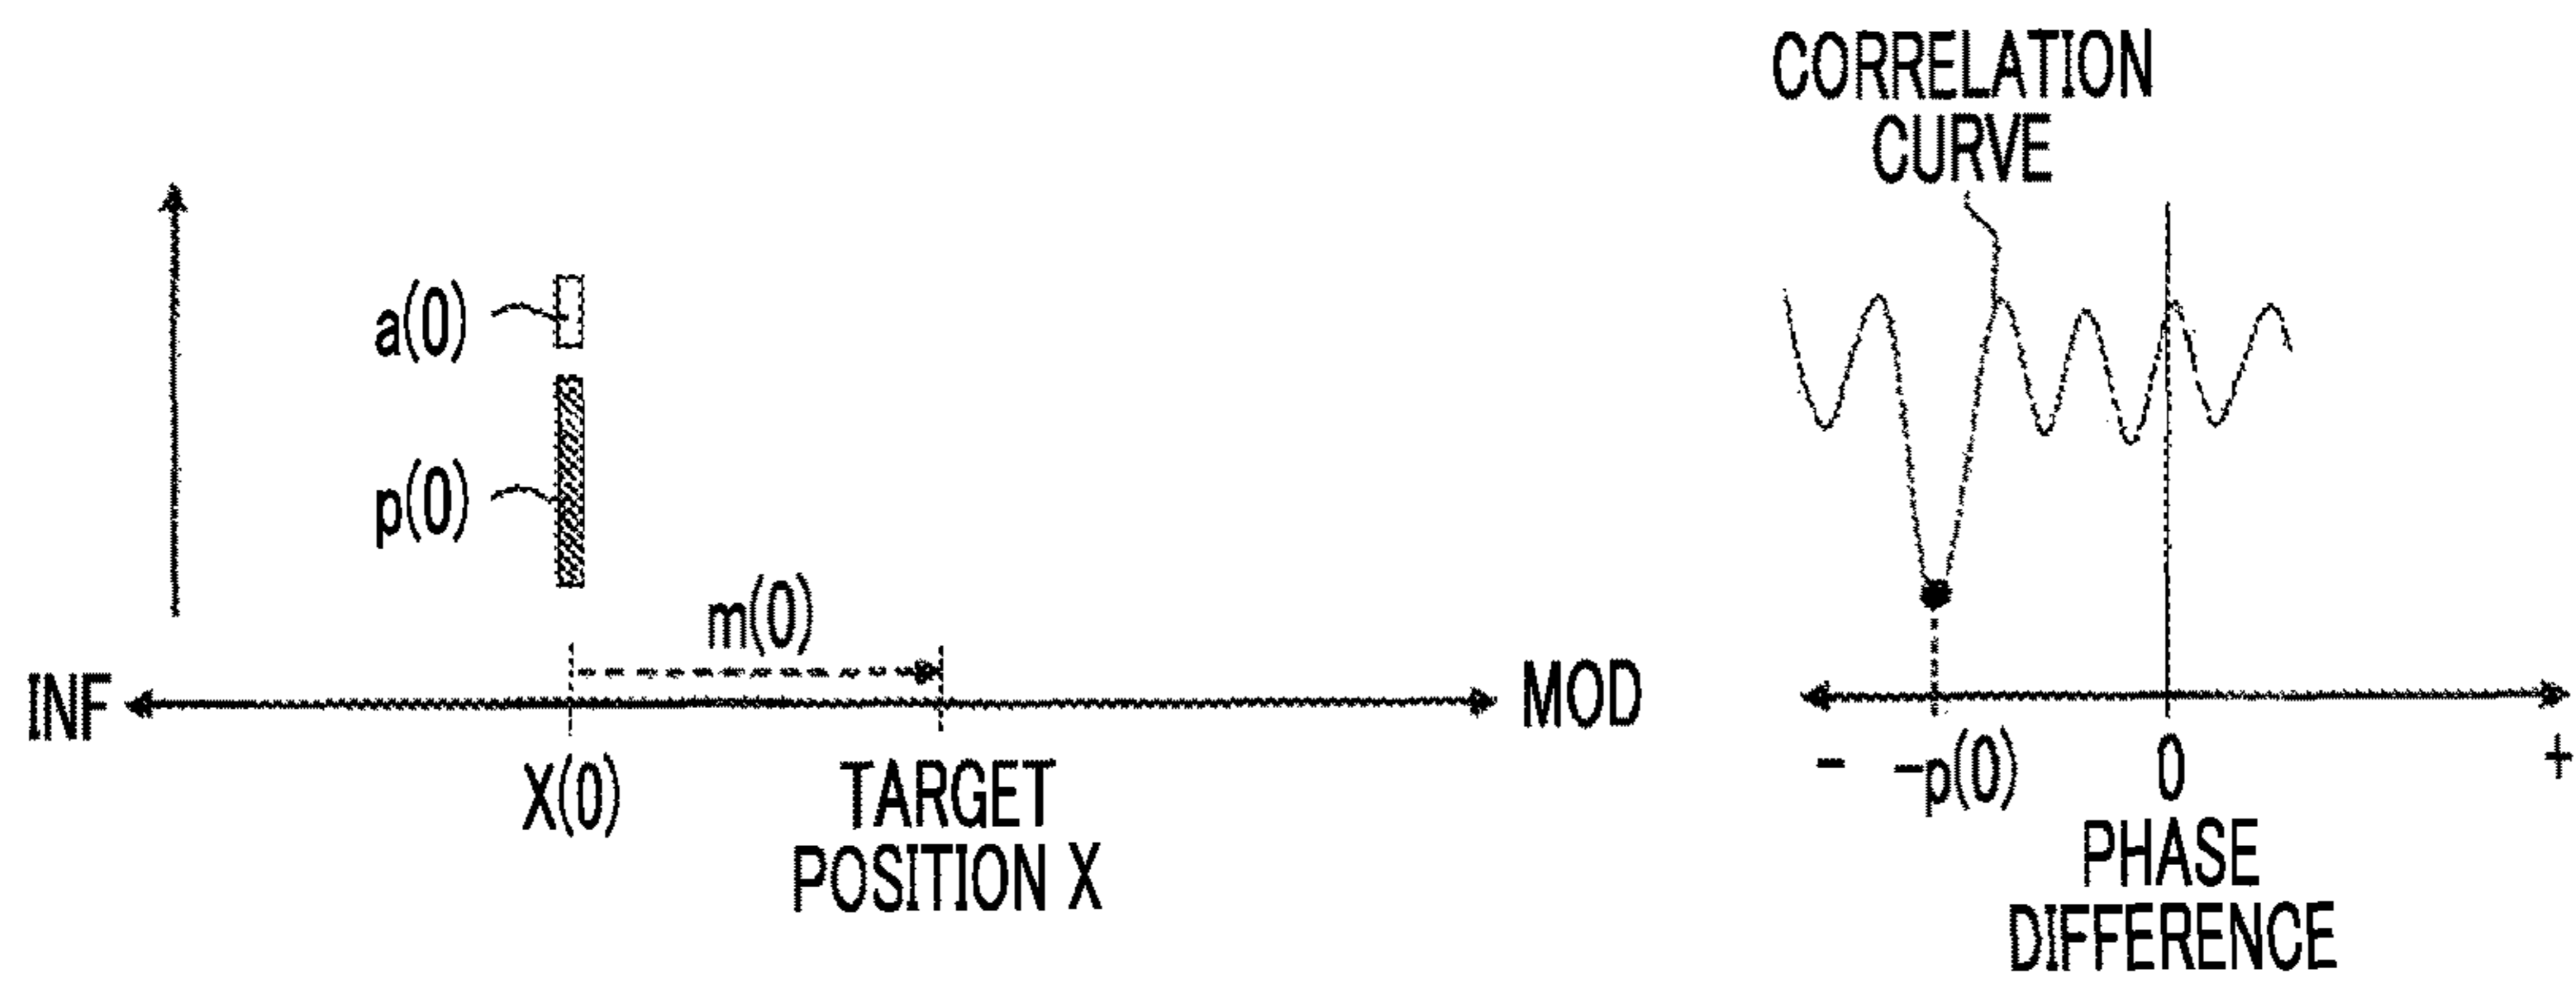 CORRELATION
CURVE
a(0)
p(0)
m(0)
INF
MOD
X(0)
TARGET
POSITION X
-
-p(0)
0
+
PHASE
DIFFERENCE